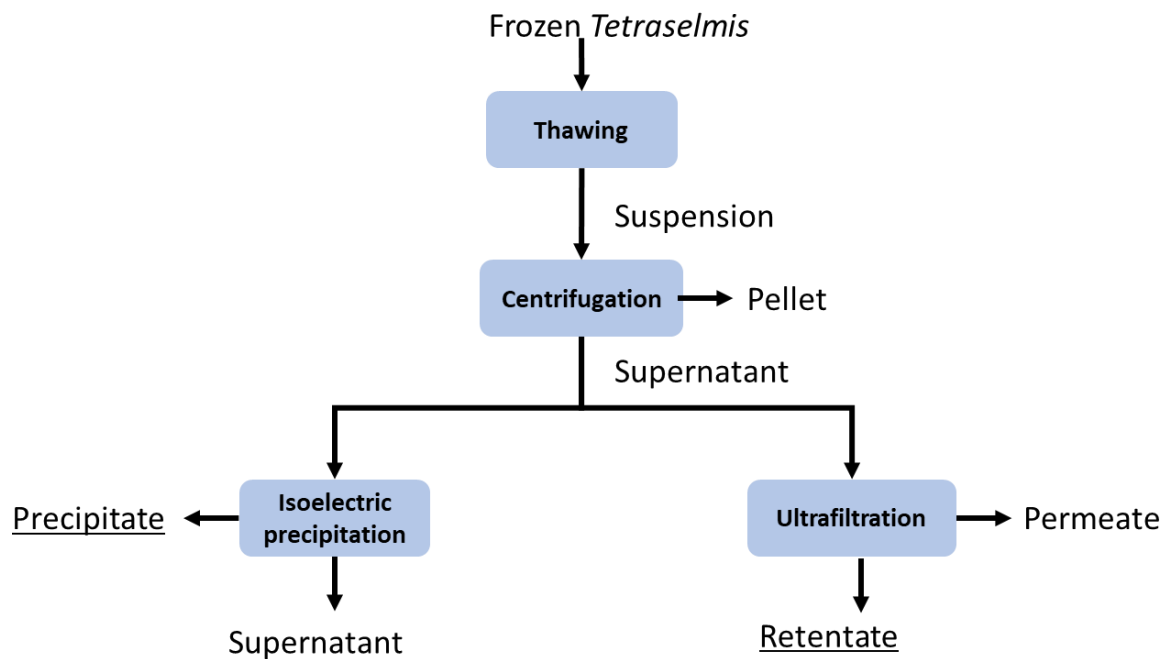 Frozen Tetraselmis
Thawing
Suspension
Centrifugation
Pellet
Supernatant
Precipitate
Isoelectric
precipitation
Ultrafiltration
Permeate
Supernatant
Retentate